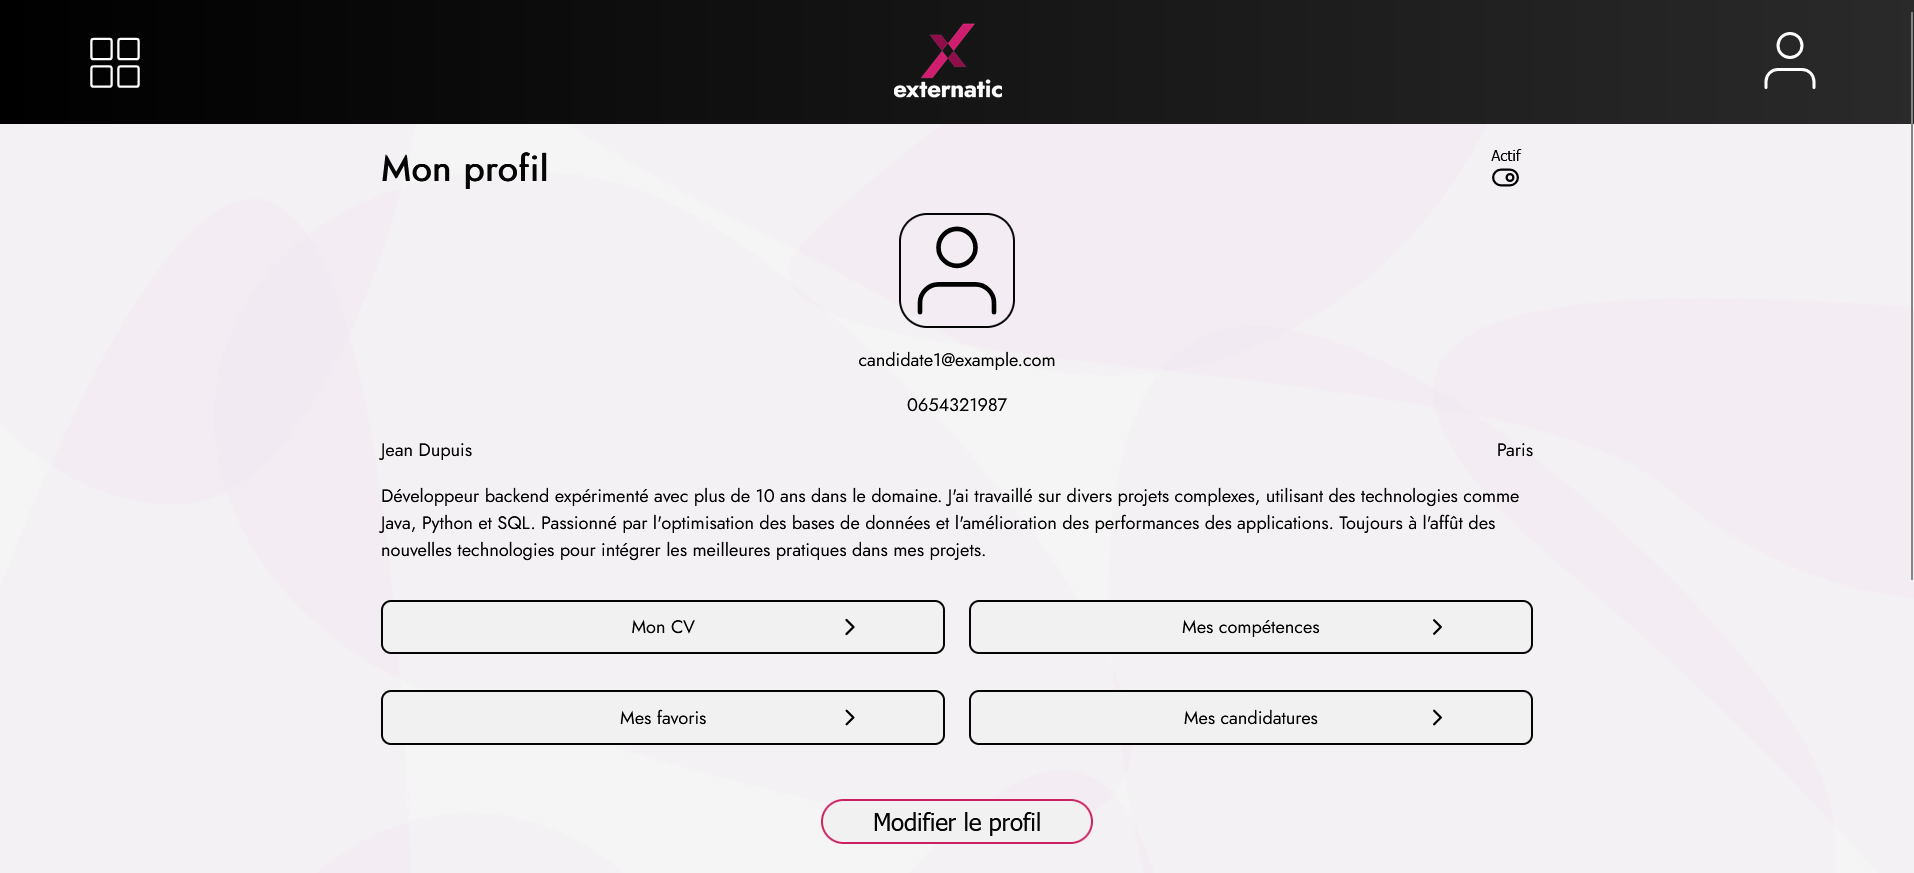 externatic
Mon profil
Actif
candidate1@example.com
0654321987
Jean Dupuis
Paris
Développeur backend expérimenté avec plus de 10 ans dans le domaine. J'ai travaillé sur divers projets complexes, utilisant des technologies comme
Java, Python et SQL. Passionné par l'optimisation des bases de données et l'amélioration des performances des applications. Toujours à l'affût des
nouvelles technologies pour intégrer les meilleures pratiques dans mes projets.
Mon CV
Mes compétences
Mes favoris
Mes candidatures
Modifier le profil